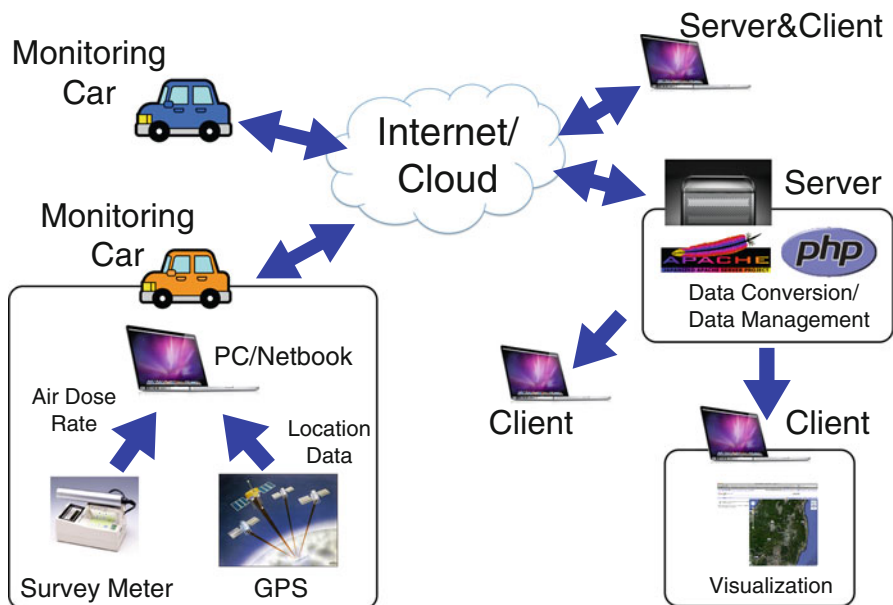 Monitoring
Car
Server&Client
Internet/
Cloud
Server
APACHE
php
Data Conversion/
Data Management
Monitoring
Car
PC/Netbook
Air Dose
Rate
Location
Data
Survey Meter
GPS
Client
Client
Visualization